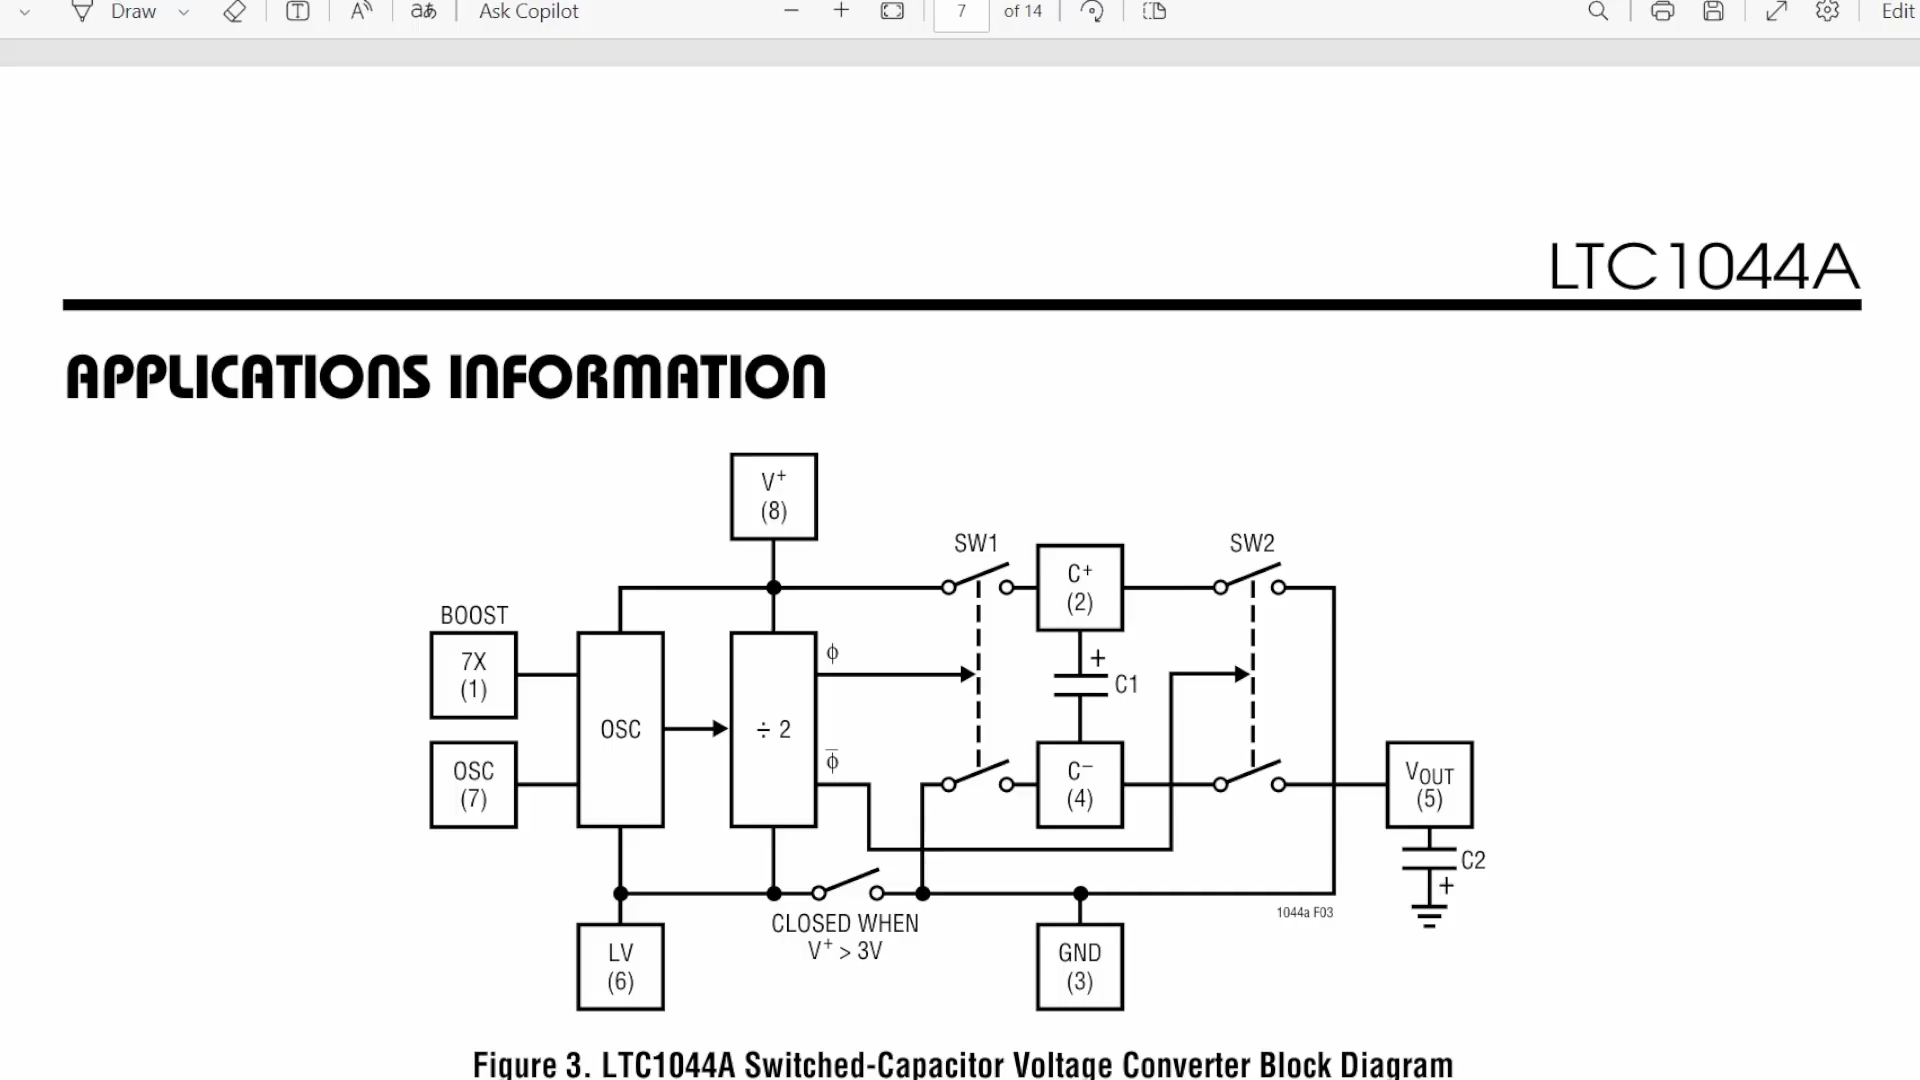 Draw
aあ
Ask Copilot
7
of 14
Edit
LTC1044A
APPLICATIONS INFORMATION
V+
(8)
SW1
SW2
C+
(2)
BOOST
7X
(1)
ϕ
+
C1
OSC
÷ 2
ϕ̅
OSC
(7)
C–
(4)
VOUT
(5)
C2
+
CLOSED WHEN
V+ > 3V
1044a F03
LV
(6)
GND
(3)
Figure 3. LTC1044A Switched-Capacitor Voltage Converter Block Diagram